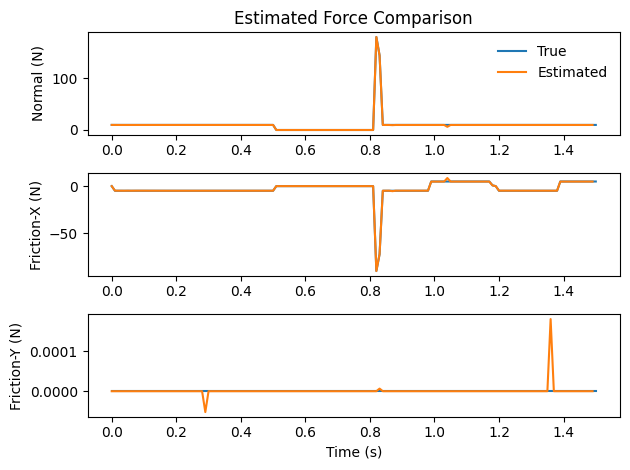 Estimated Force Comparison
Normal (N)
100
0
True
Estimated
0.0 0.2 0.4 0.6 0.8 1.0 1.2 1.4
Friction-X (N)
0
−50
0.0 0.2 0.4 0.6 0.8 1.0 1.2 1.4
Friction-Y (N)
0.0001
0.0000
0.0 0.2 0.4 0.6 0.8 1.0 1.2 1.4
Time (s)